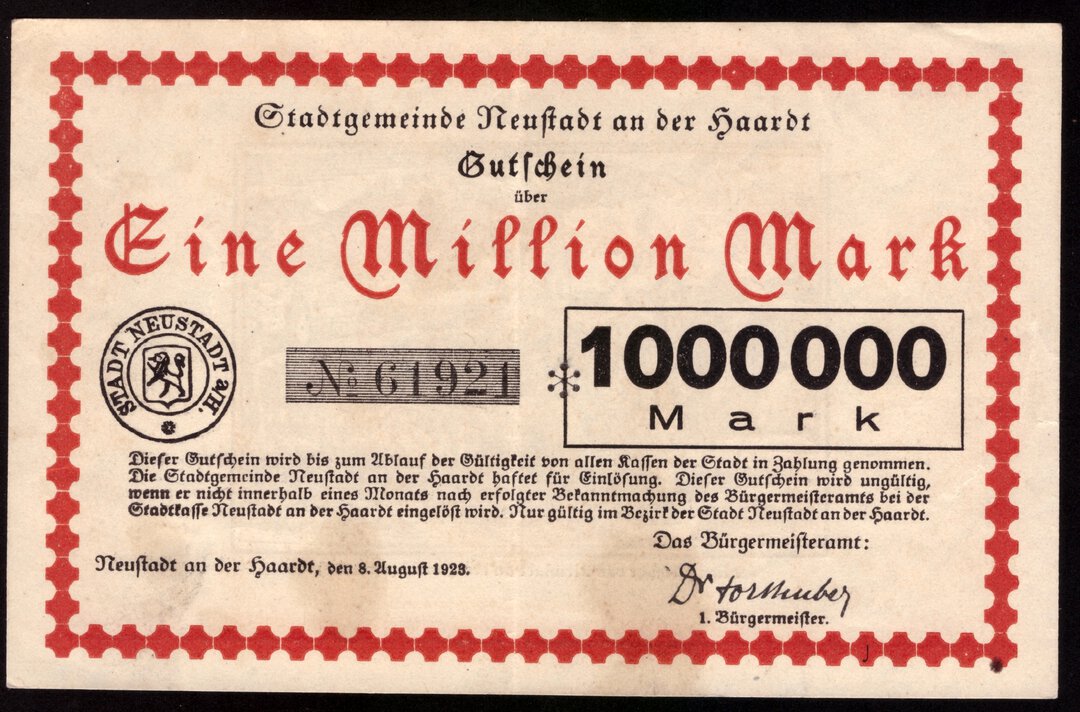 Stadtgemeinde Neustadt an der Haardt
Gutschein
über
Eine Million Mark
STADT NEUSTADT a/H.
No 61921
1000000
Mark
Dieser Gutschein wird bis zum Ablauf der Gültigkeit von allen Kassen der Stadt in Zahlung genommen.
Die Stadtgemeinde Neustadt an der Haardt haftet für Einlösung. Dieser Gutschein wird ungültig,
wenn er nicht innerhalb eines Monats nach erfolgter Bekanntmachung des Bürgermeisteramts bei der
Stadtkasse Neustadt an der Haardt eingelöst wird. Nur gültig im Bezirk der Stadt Neustadt an der Haardt.
Das Bürgermeisteramt:
Neustadt an der Haardt, den 8. August 1923.
Dr
1. Bürgermeister.